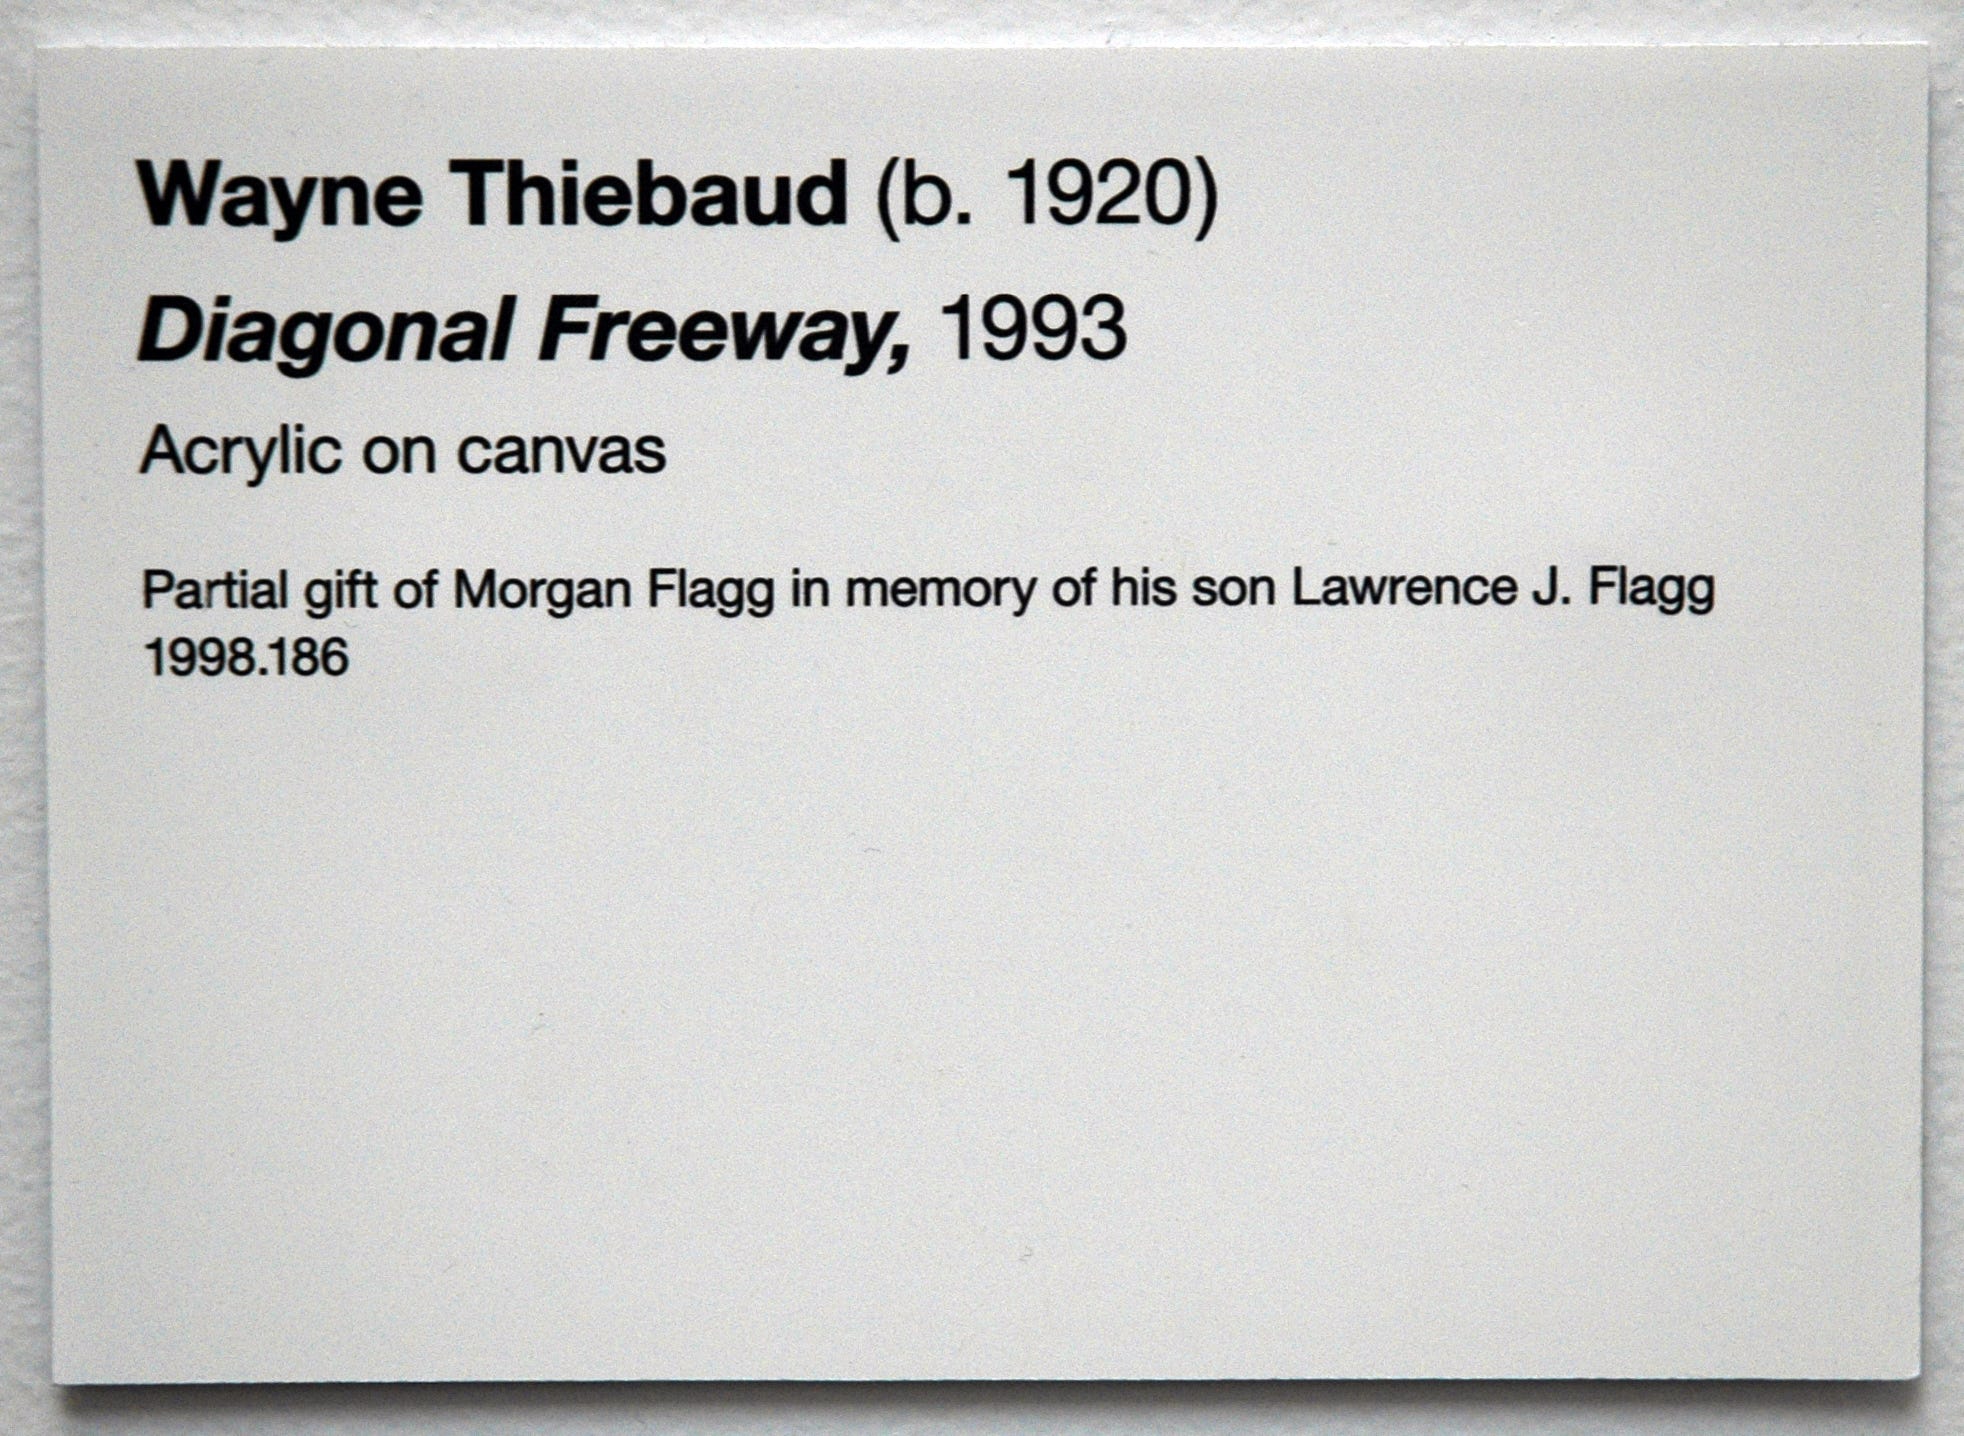 Wayne Thiebaud (b. 1920)
Diagonal Freeway, 1993
Acrylic on canvas
Partial gift of Morgan Flagg in memory of his son Lawrence J. Flagg
1998.186